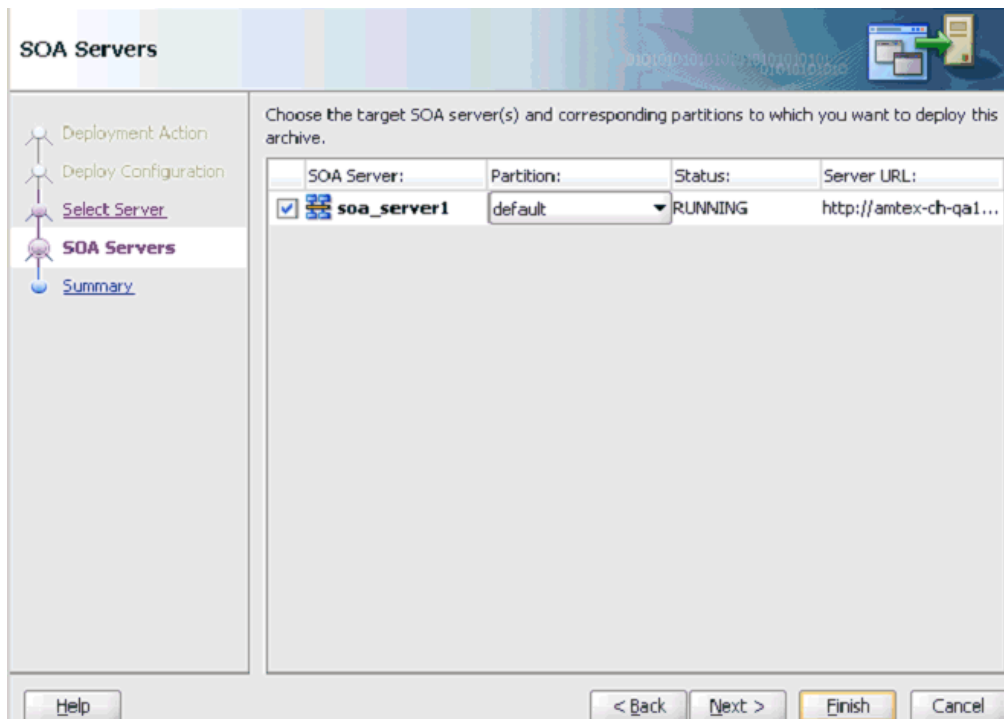 SOA Servers
Deployment Action
Deploy Configuration
Select Server
SOA Servers
Summary
Choose the target SOA server(s) and corresponding partitions to which you want to deploy this
archive.
SOA Server: Partition: Status: Server URL:
soa_server1 default RUNNING http://amtex-ch-qa1...
Help < Back Next > Finish Cancel